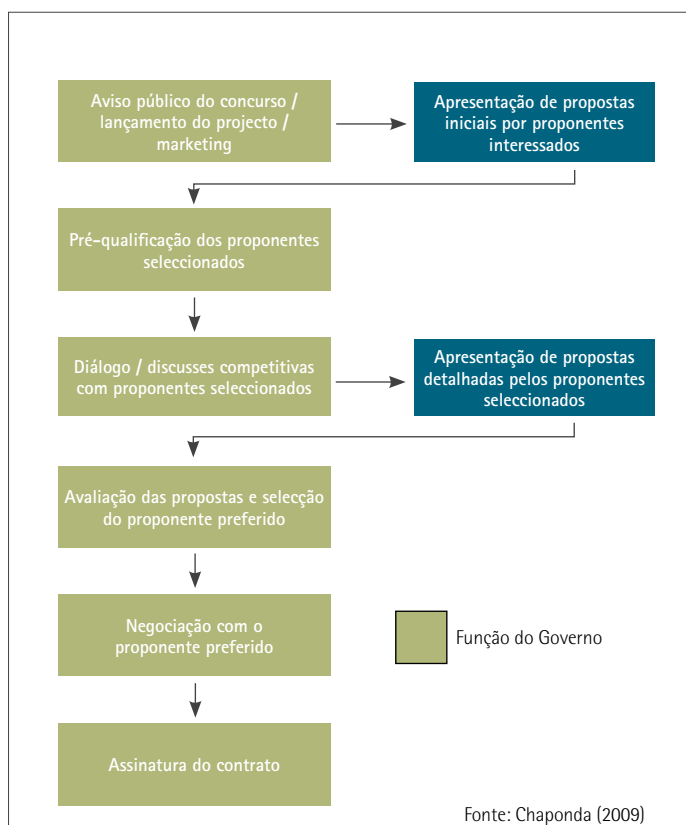 Aviso público do concurso /
lançamento do projecto /
marketing
Apresentação de propostas
iniciais por proponentes
interessados
Pré-qualificação dos proponentes
seleccionados
Diálogo / discusses competitivas
com proponentes seleccionados
Apresentação de propostas
detalhadas pelos proponentes
seleccionados
Avaliação das propostas e selecção
do proponente preferido
Negociação com o
proponente preferido
Função do Governo
Assinatura do contrato
Fonte: Chaponda (2009)